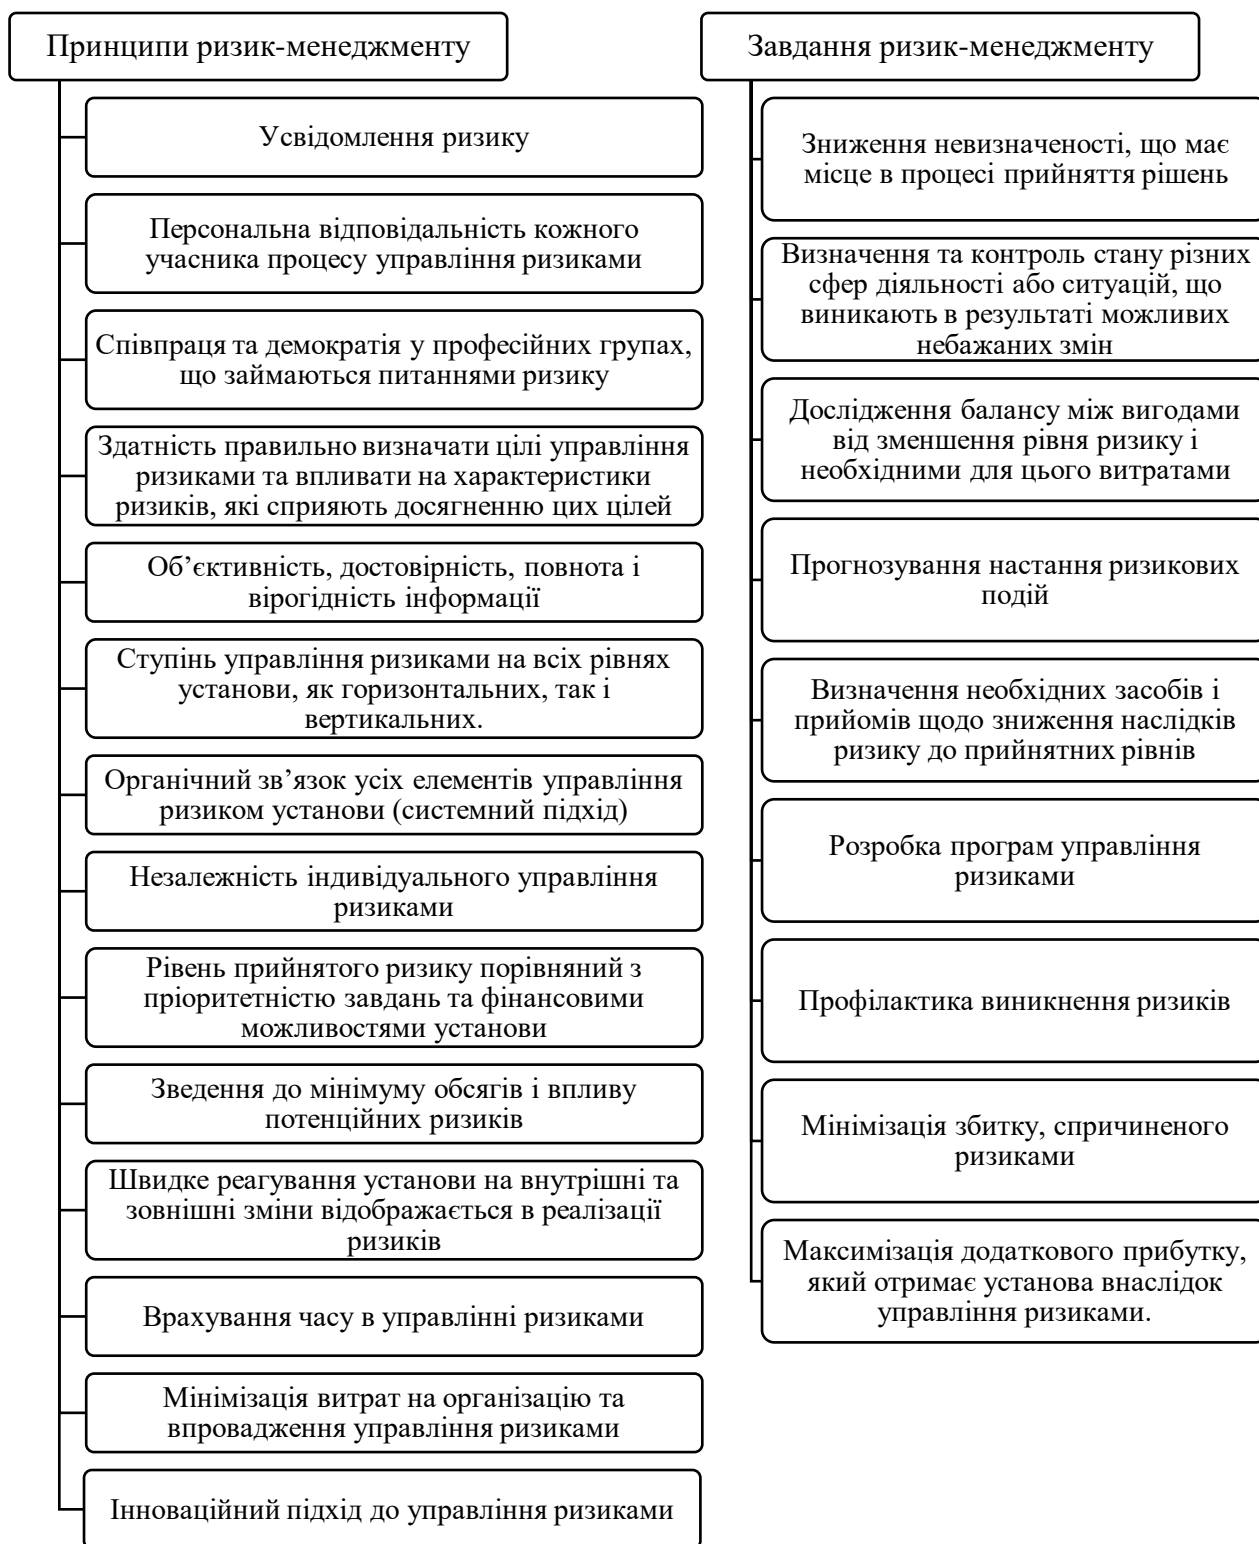 Принципи ризик-менеджменту
Усвідомлення ризику
Персональна відповідальність кожного
учасника процесу управління ризиками
Співпраця та демократія у професійних групах,
що займаються питаннями ризику
Здатність правильно визначати цілі управління
ризиками та впливати на характеристики
ризиків, які сприяють досягненню цих цілей
Об’єктивність, достовірність, повнота і
вірогідність інформації
Ступінь управління ризиками на всіх рівнях
установи, як горизонтальних, так і
вертикальних.
Органічний зв’язок усіх елементів управління
ризиком установи (системний підхід)
Незалежність індивідуального управління
ризиками
Рівень прийнятого ризику порівняний з
пріоритетністю завдань та фінансовими
можливостями установи
Зведення до мінімуму обсягів і впливу
потенційних ризиків
Швидке реагування установи на внутрішні та
зовнішні зміни відображається в реалізації
ризиків
Врахування часу в управлінні ризиками
Мінімізація витрат на організацію та
впровадження управління ризиками
Інноваційний підхід до управління ризиками
Завдання ризик-менеджменту
Зниження невизначеності, що має
місце в процесі прийняття рішень
Визначення та контроль стану різних
сфер діяльності або ситуацій, що
виникають в результаті можливих
небажаних змін
Дослідження балансу між вигодами
від зменшення рівня ризику і
необхідними для цього витратами
Прогнозування настання ризикових
подій
Визначення необхідних засобів і
прийомів щодо зниження наслідків
ризику до прийнятних рівнів
Розробка програм управління
ризиками
Профілактика виникнення ризиків
Мінімізація збитку, спричиненого
ризиками
Максимізація додаткового прибутку,
який отримає установа внаслідок
управління ризиками.